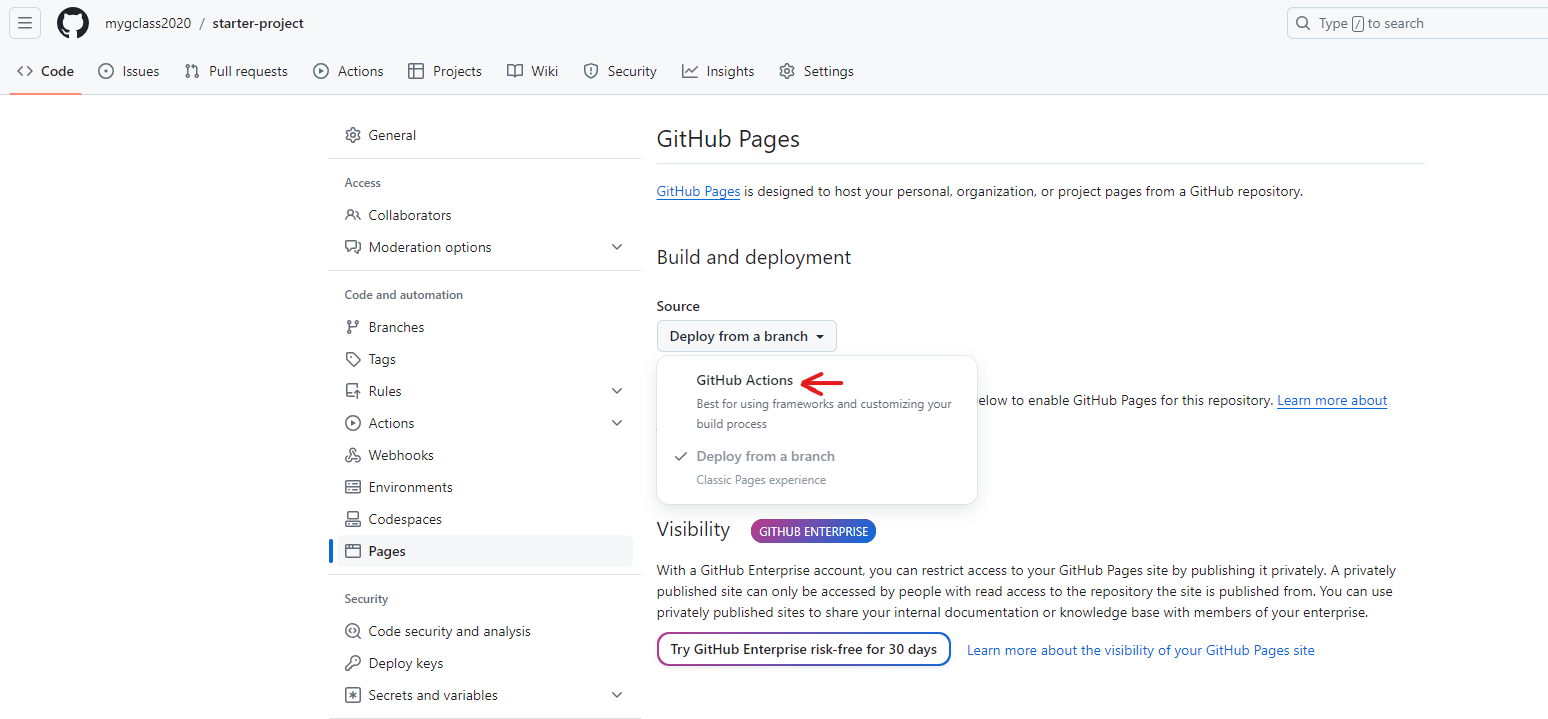 mygclass2020 / starter-project
Type / to search
Code
Issues
Pull requests
Actions
Projects
Wiki
Security
Insights
Settings
General
Access
Collaborators
Moderation options
Code and automation
Branches
Tags
Rules
Actions
Webhooks
Environments
Codespaces
Pages
Security
Code security and analysis
Deploy keys
Secrets and variables
GitHub Pages
GitHub Pages is designed to host your personal, organization, or project pages from a GitHub repository.
Build and deployment
Source
Deploy from a branch
GitHub Actions
Best for using frameworks and customizing your
build process
Deploy from a branch
Classic Pages experience
below to enable GitHub Pages for this repository. Learn more about
Visibility
GITHUB ENTERPRISE
With a GitHub Enterprise account, you can restrict access to your GitHub Pages site by publishing it privately. A privately
published site can only be accessed by people with read access to the repository the site is published from. You can use
privately published sites to share your internal documentation or knowledge base with members of your enterprise.
Try GitHub Enterprise risk-free for 30 days
Learn more about the visibility of your GitHub Pages site